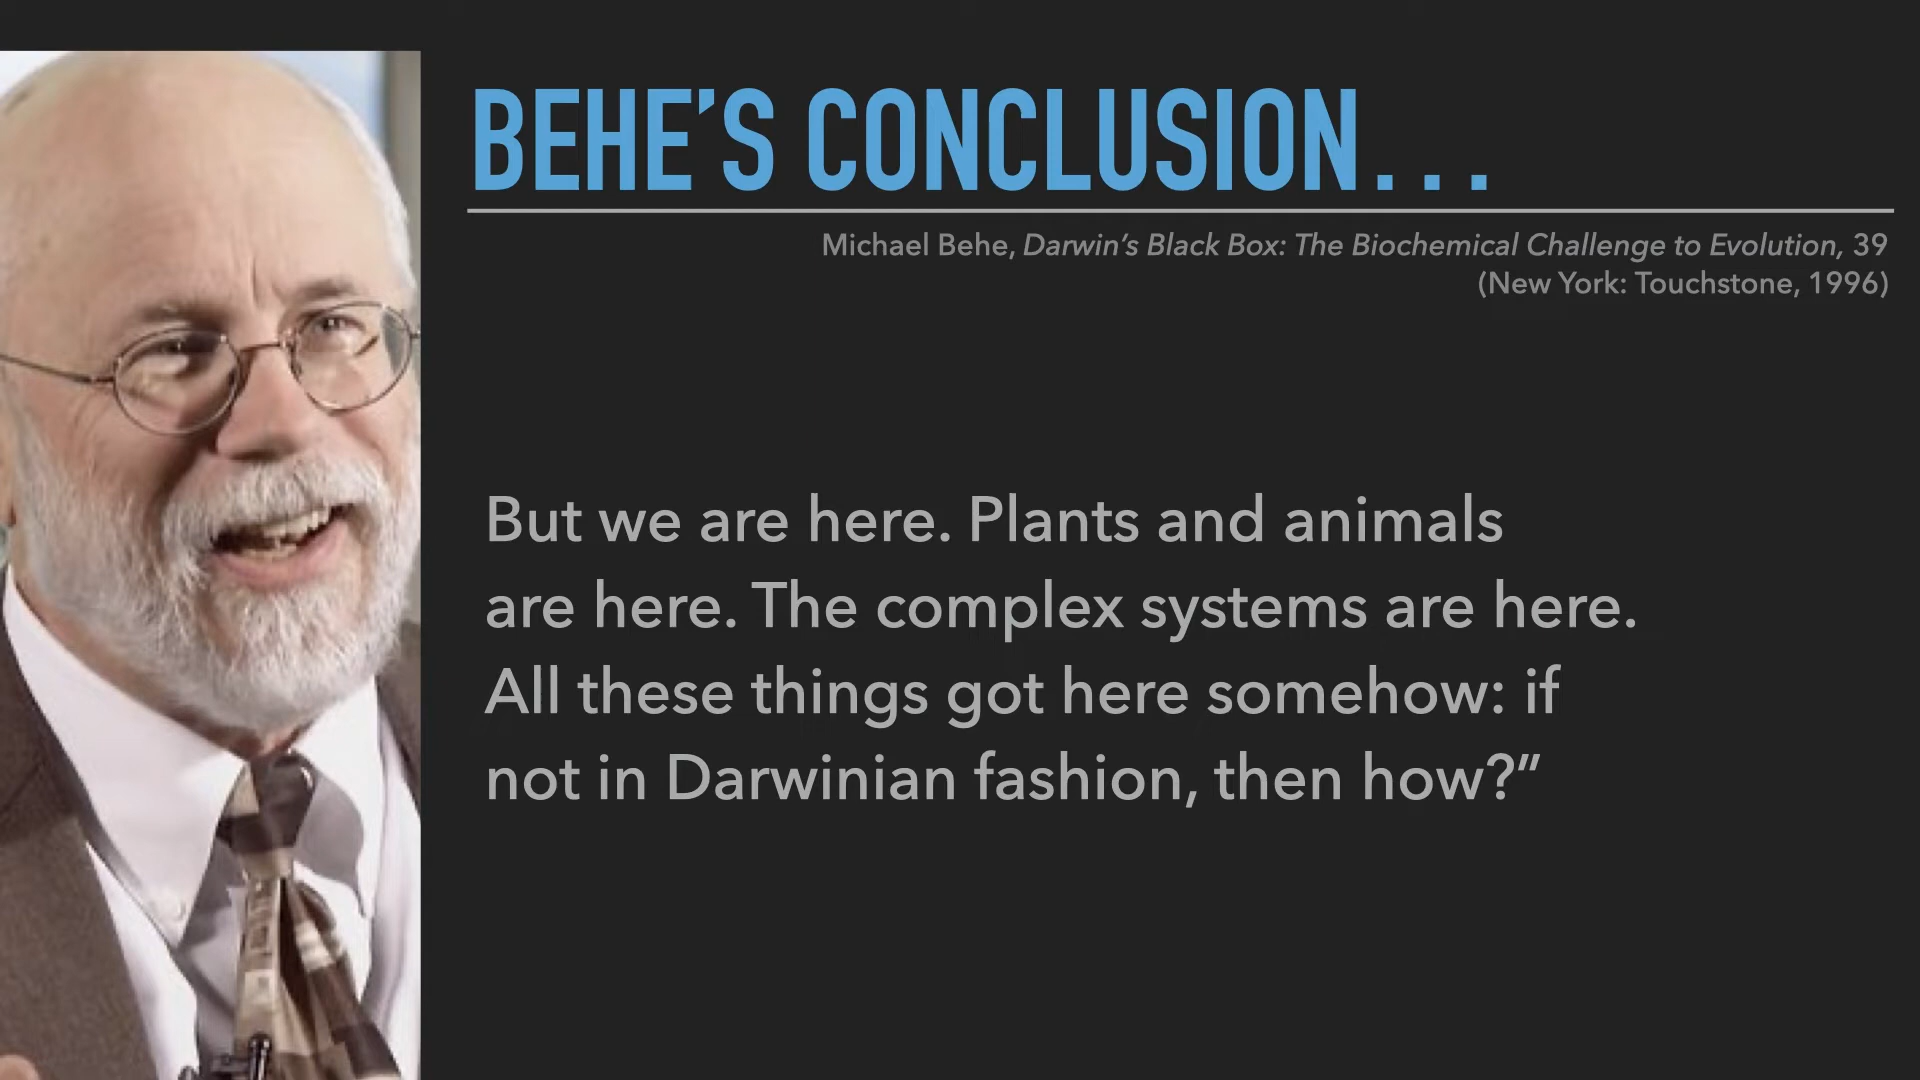 BEHE’S CONCLUSION...
Michael Behe, Darwin’s Black Box: The Biochemical Challenge to Evolution, 39
(New York: Touchstone, 1996)
But we are here. Plants and animals
are here. The complex systems are here.
All these things got here somehow: if
not in Darwinian fashion, then how?”